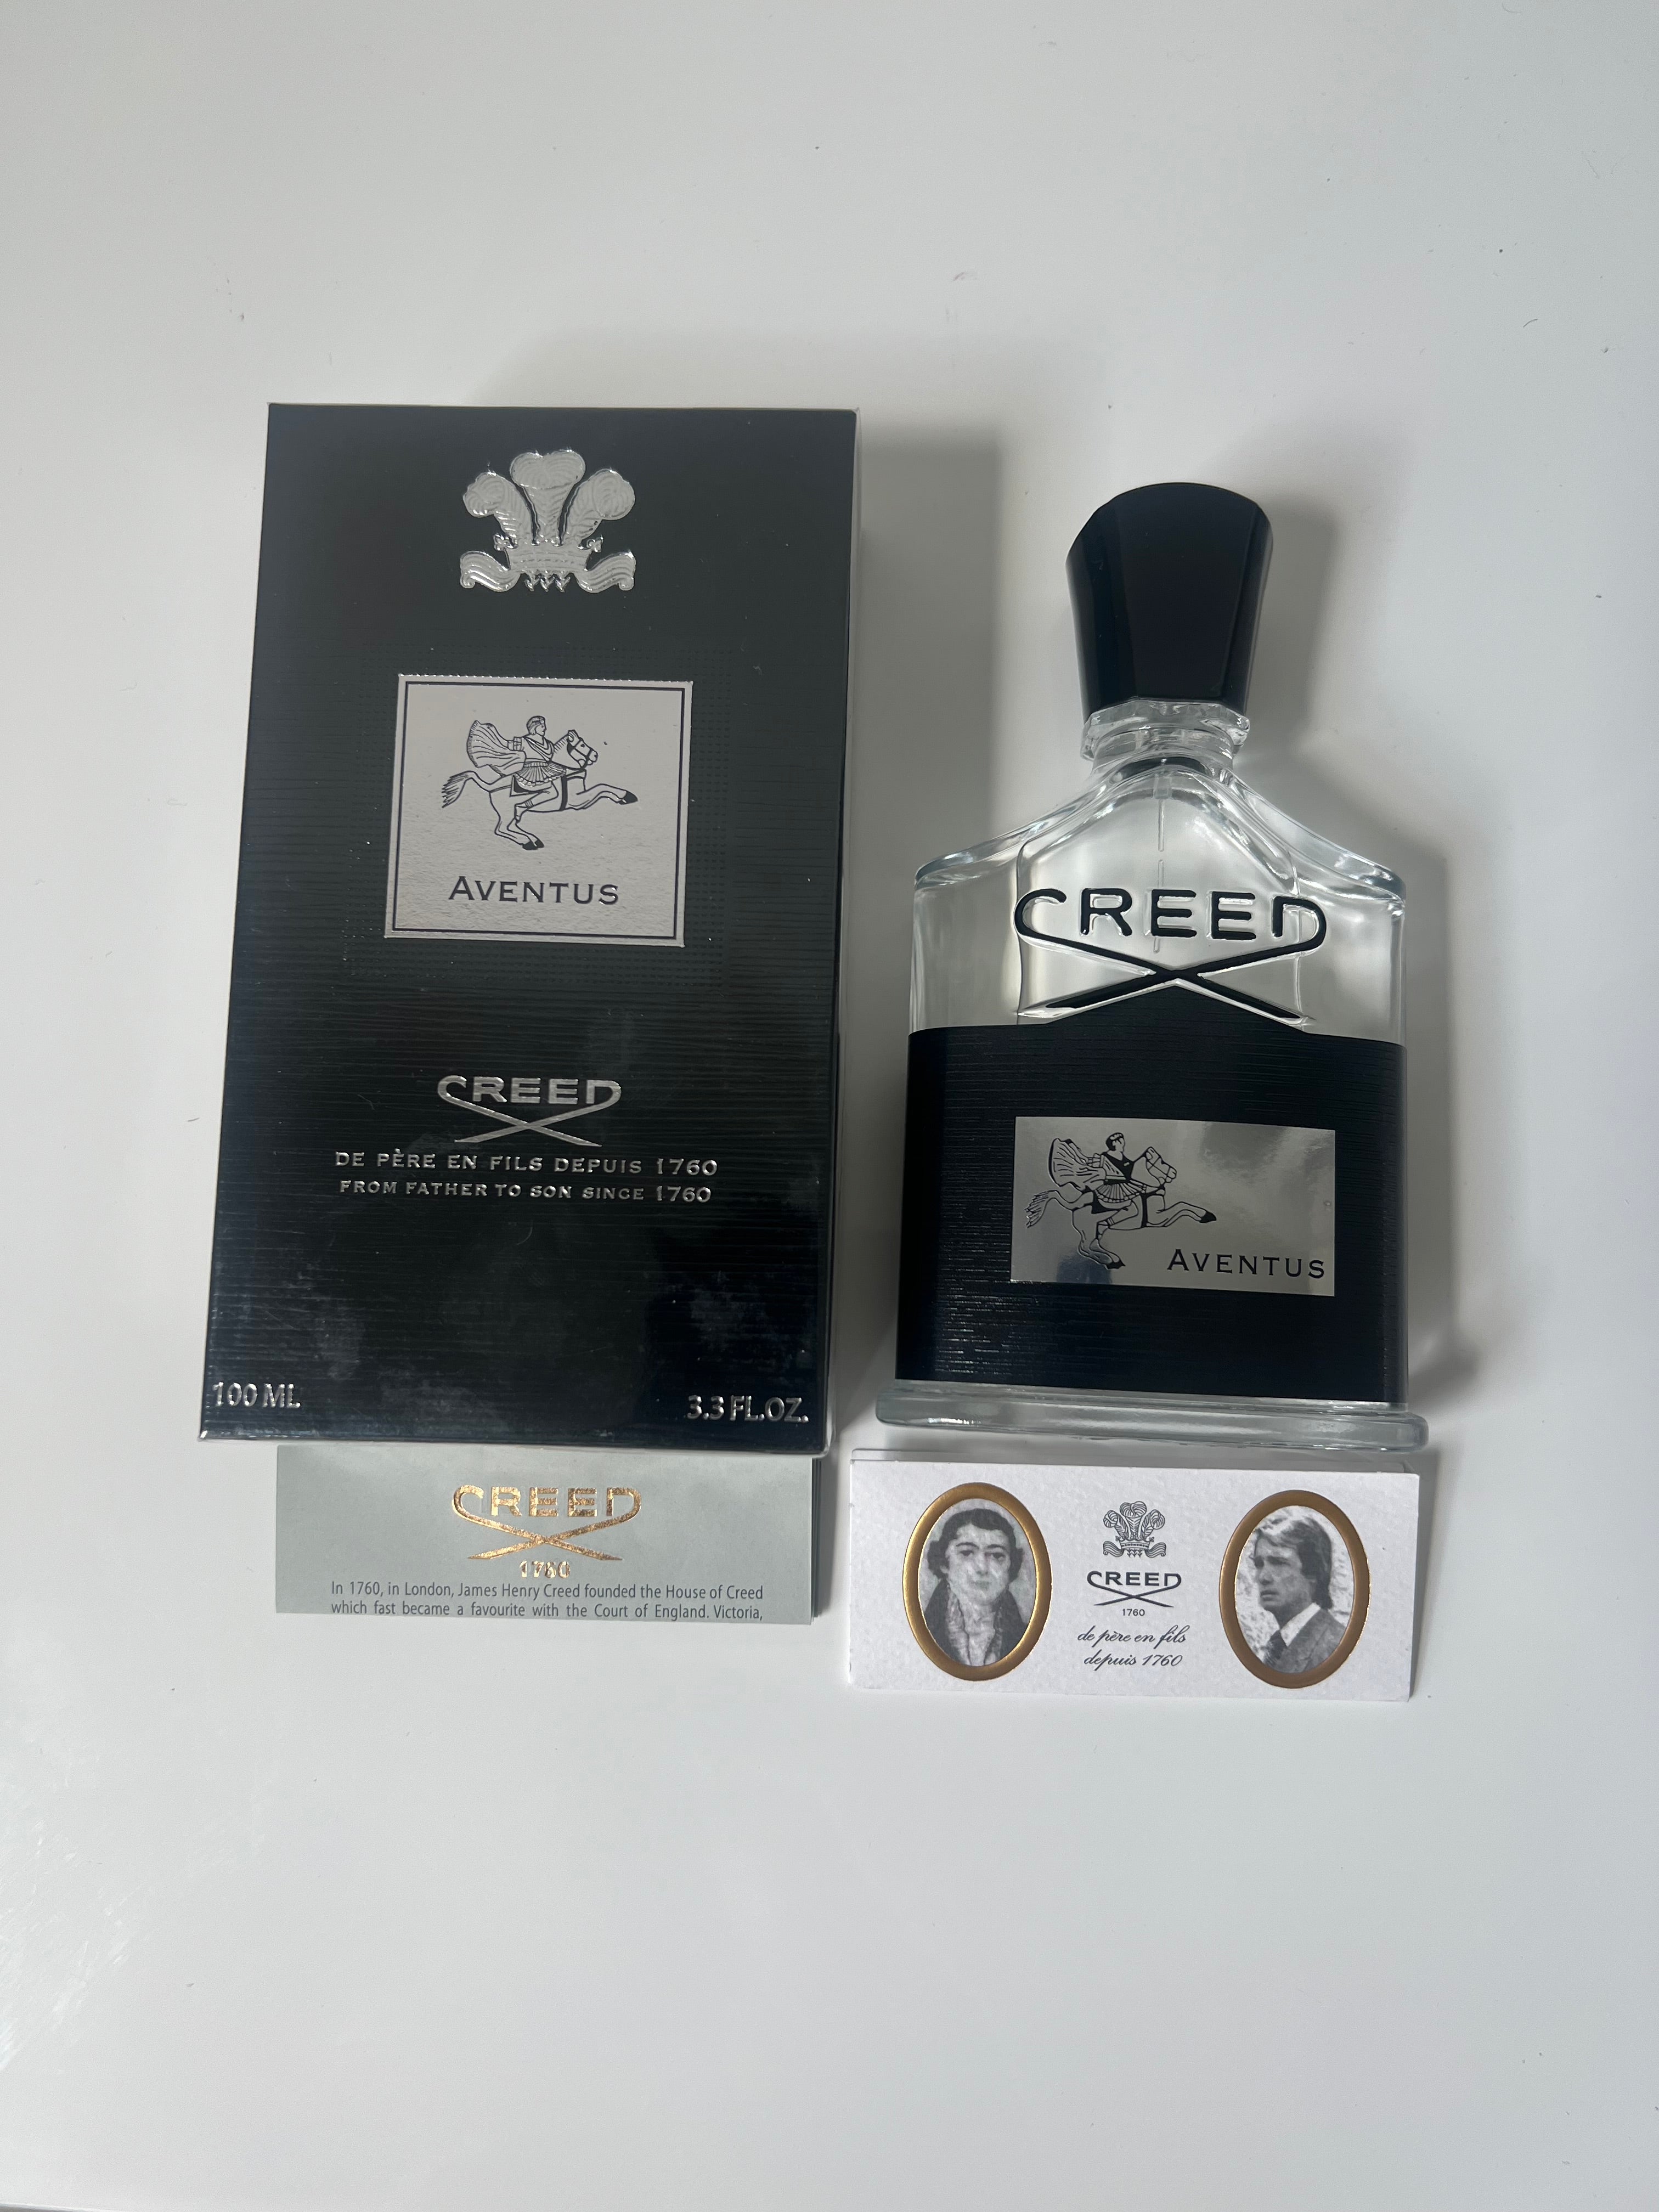 AVENTUS
CREED
DE PÈRE EN FILS DEPUIS 1760
FROM FATHER TO SON SINCE 1760
100 ML
3.3 FL.OZ.
CREED
1760
In 1760, in London, James Henry Creed founded the House of Creed
which fast became a favourite with the Court of England. Victoria,
CREED
AVENTUS
CREED
1760
de père en fils
depuis 1760